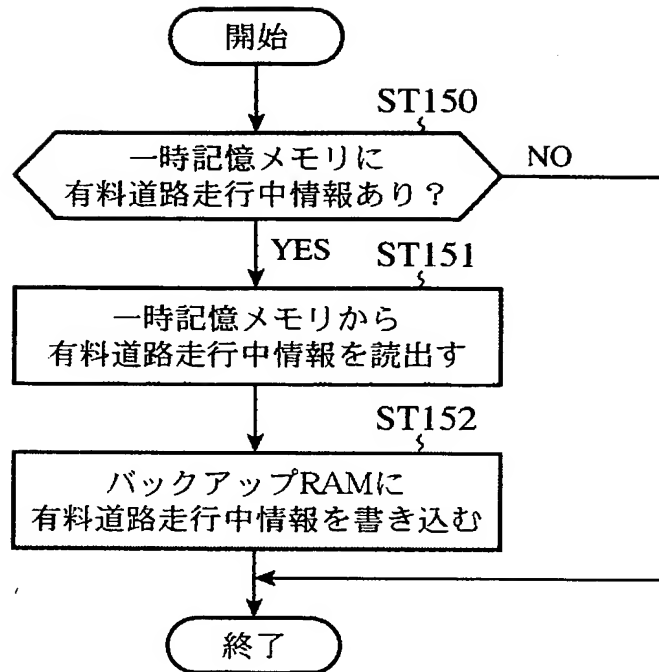 開始
ST150
一時記憶メモリに
有料道路走行中情報あり？
NO
YES
ST151
一時記憶メモリから
有料道路走行中情報を読出す
ST152
バックアップRAMに
有料道路走行中情報を書き込む
終了